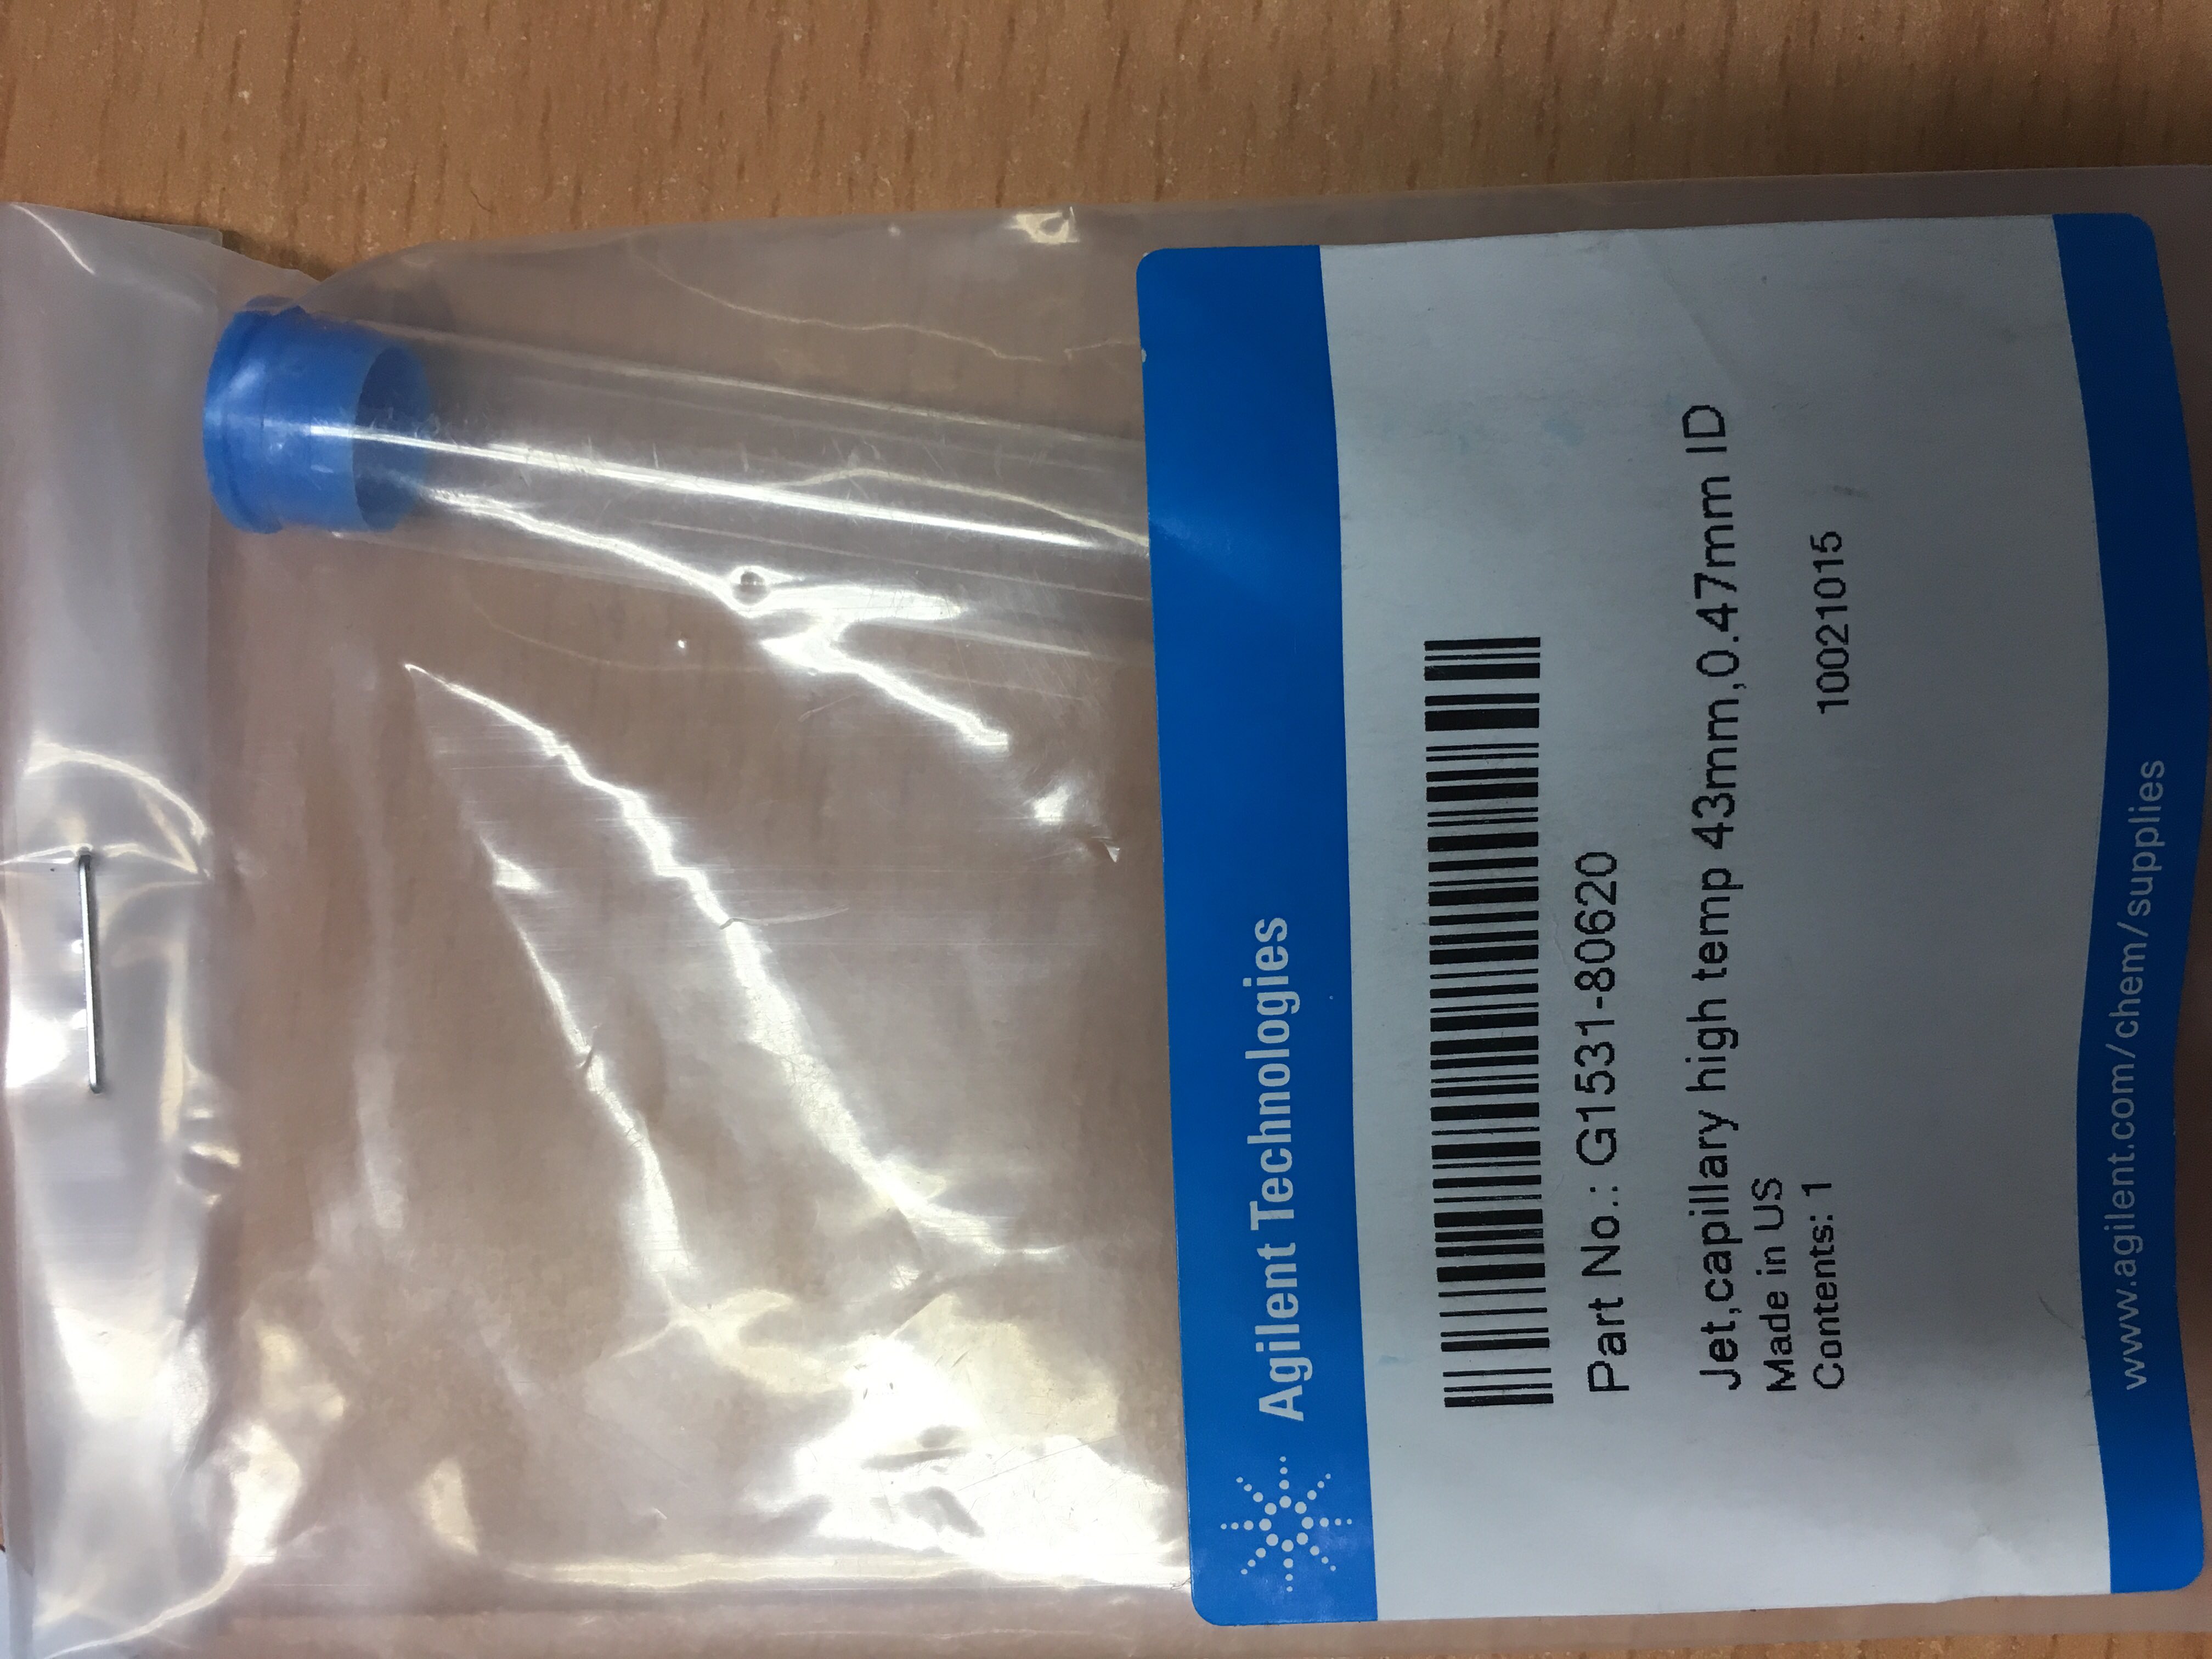 Agilent Technologies
Part No.: G1531-80620
Jet,capillary high temp 43mm,0.47mm ID
Made in US
Contents: 1 10021015
www.agilent.com/chem/supplies